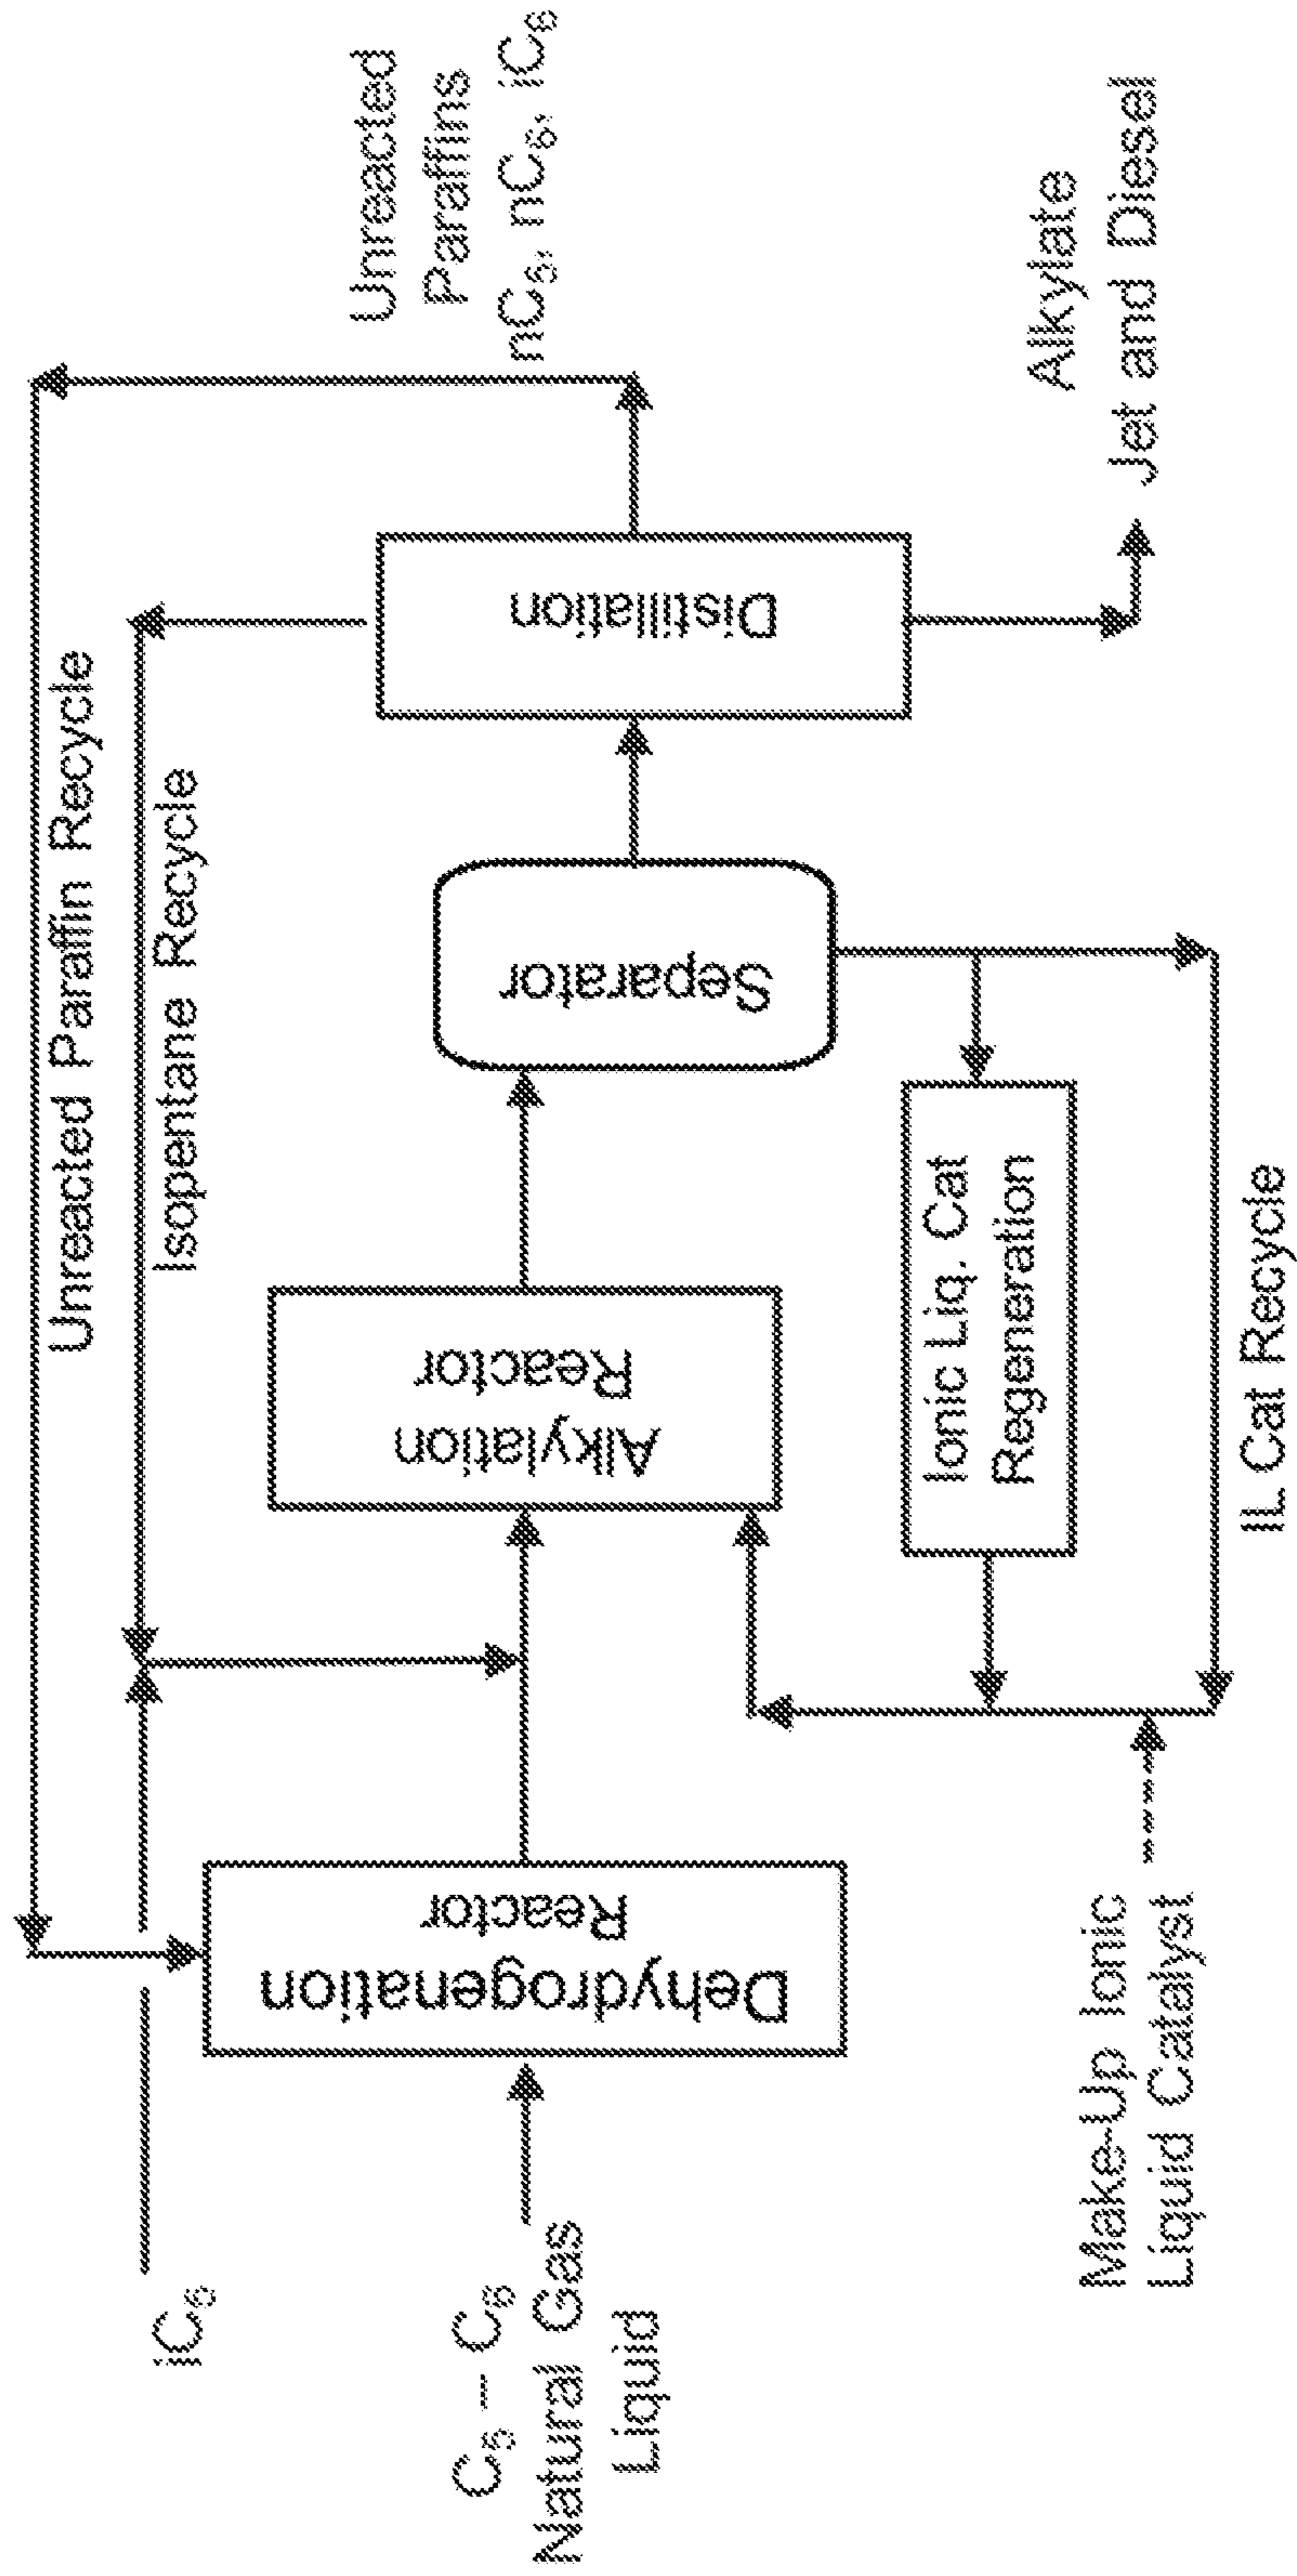 Unreacted Paraffin Recycle
Isopentane Recycle
iC₆
Unreacted
Paraffins
nC₅, nC₆, iC₆
C₅ – C₆
Natural Gas
Liquid
Dehydrogenation
Reactor
Alkylation
Reactor
Separator
Distillation
Ionic Liq. Cat
Regeneration
Alkylate
Jet and Diesel
Make-Up Ionic
Liquid Catalyst
IL Cat Recycle